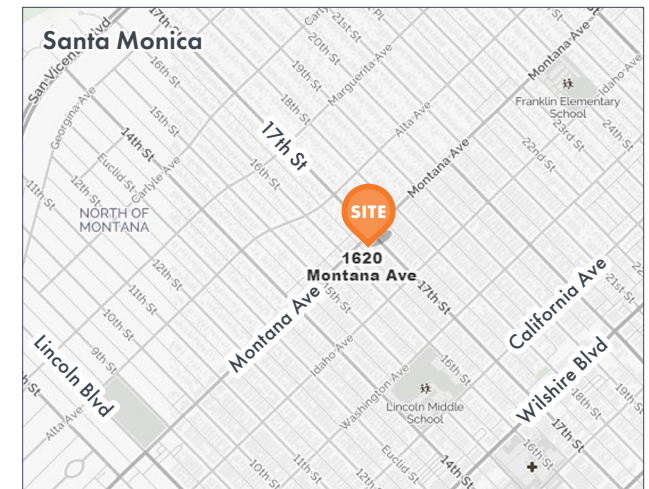 Santa Monica
San Vicente Blvd
17th St
16th St
21st St
20th St
19th St
18th St
Marguerita Ave
Montana Ave
Idaho Ave
Franklin Elementary
School
Georgina Ave
15th St
14th St
17th St
Alta Ave
24th St
23rd St
22nd St
Euclid St
Carlyle Ave
16th St
Montana Ave
11th St
12th St
NORTH OF
MONTANA
SITE
1620
Montana Ave
12th St
11th St
10th St
15th St
17th St
California Ave
21st St
Montana Ave
9th St
Lincoln Blvd
Idaho Ave
Washington Ave
16th St
Lincoln Middle
School
Wilshire Blvd
19th St
18th St
17th St
16th St
Alta Ave
10th St
11th St
12th St
Euclid St
14th St